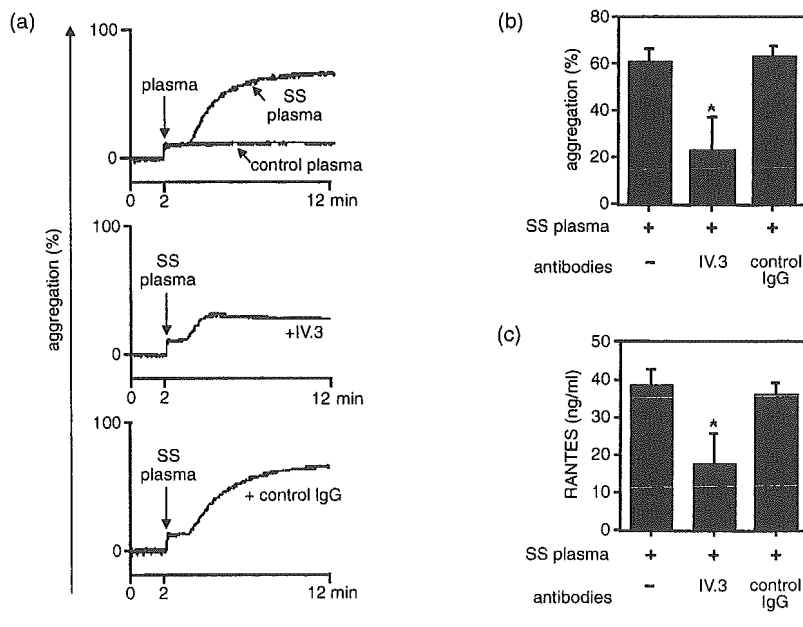 (a)
aggregation (%)
100
0
plasma
SS
plasma
control plasma
0 2 12 min
100
0
SS
plasma
+IV.3
0 2 12 min
100
0
SS
plasma
+ control IgG
0 2 12 min
(b)
aggregation (%)
80
60
40
20
0
*
SS plasma + + +
antibodies – IV.3 control
IgG
(c)
RANTES (ng/ml)
50
40
30
20
10
0
*
SS plasma + + +
antibodies – IV.3 control
IgG